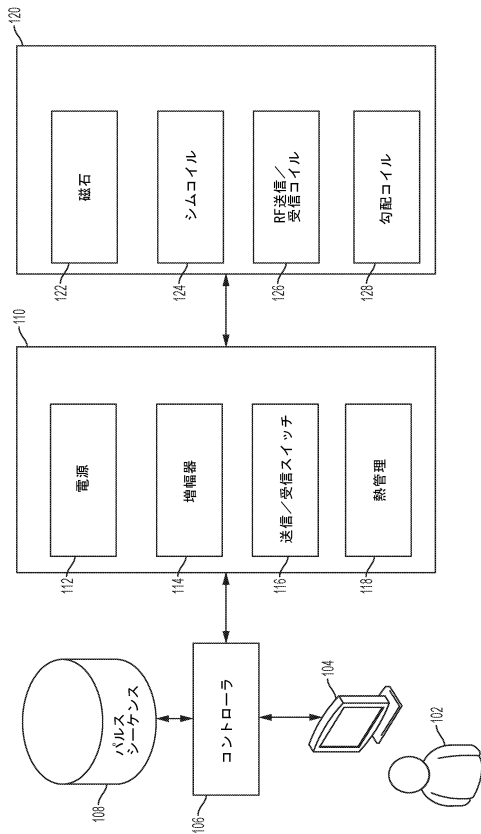 120
磁石
122
シムコイル
124
RF送信／
受信コイル
126
勾配コイル
128
110
電源
112
増幅器
114
送信／受信スイッチ
116
熱管理
118
パルス
シーケンス
108
コントローラ
106
104
102